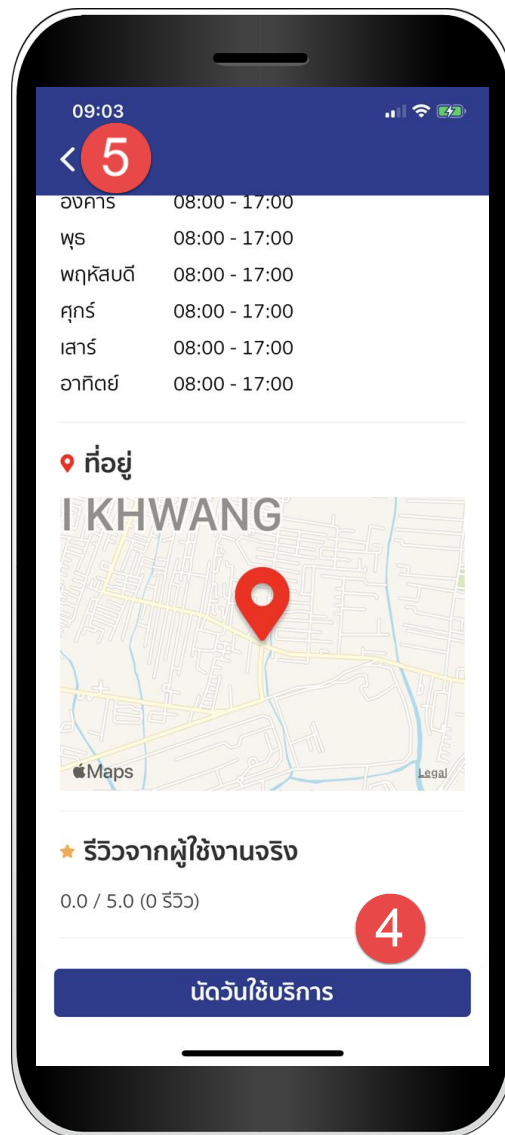 09:03
5
อังคาร 08:00 - 17:00
พุธ 08:00 - 17:00
พฤหัสบดี 08:00 - 17:00
ศุกร์ 08:00 - 17:00
เสาร์ 08:00 - 17:00
อาทิตย์ 08:00 - 17:00
ที่อยู่
I KHWANG
Maps
Legal
รีวิวจากผู้ใช้งานจริง
0.0 / 5.0 (0 รีวิว)
4
นัดวันใช้บริการ